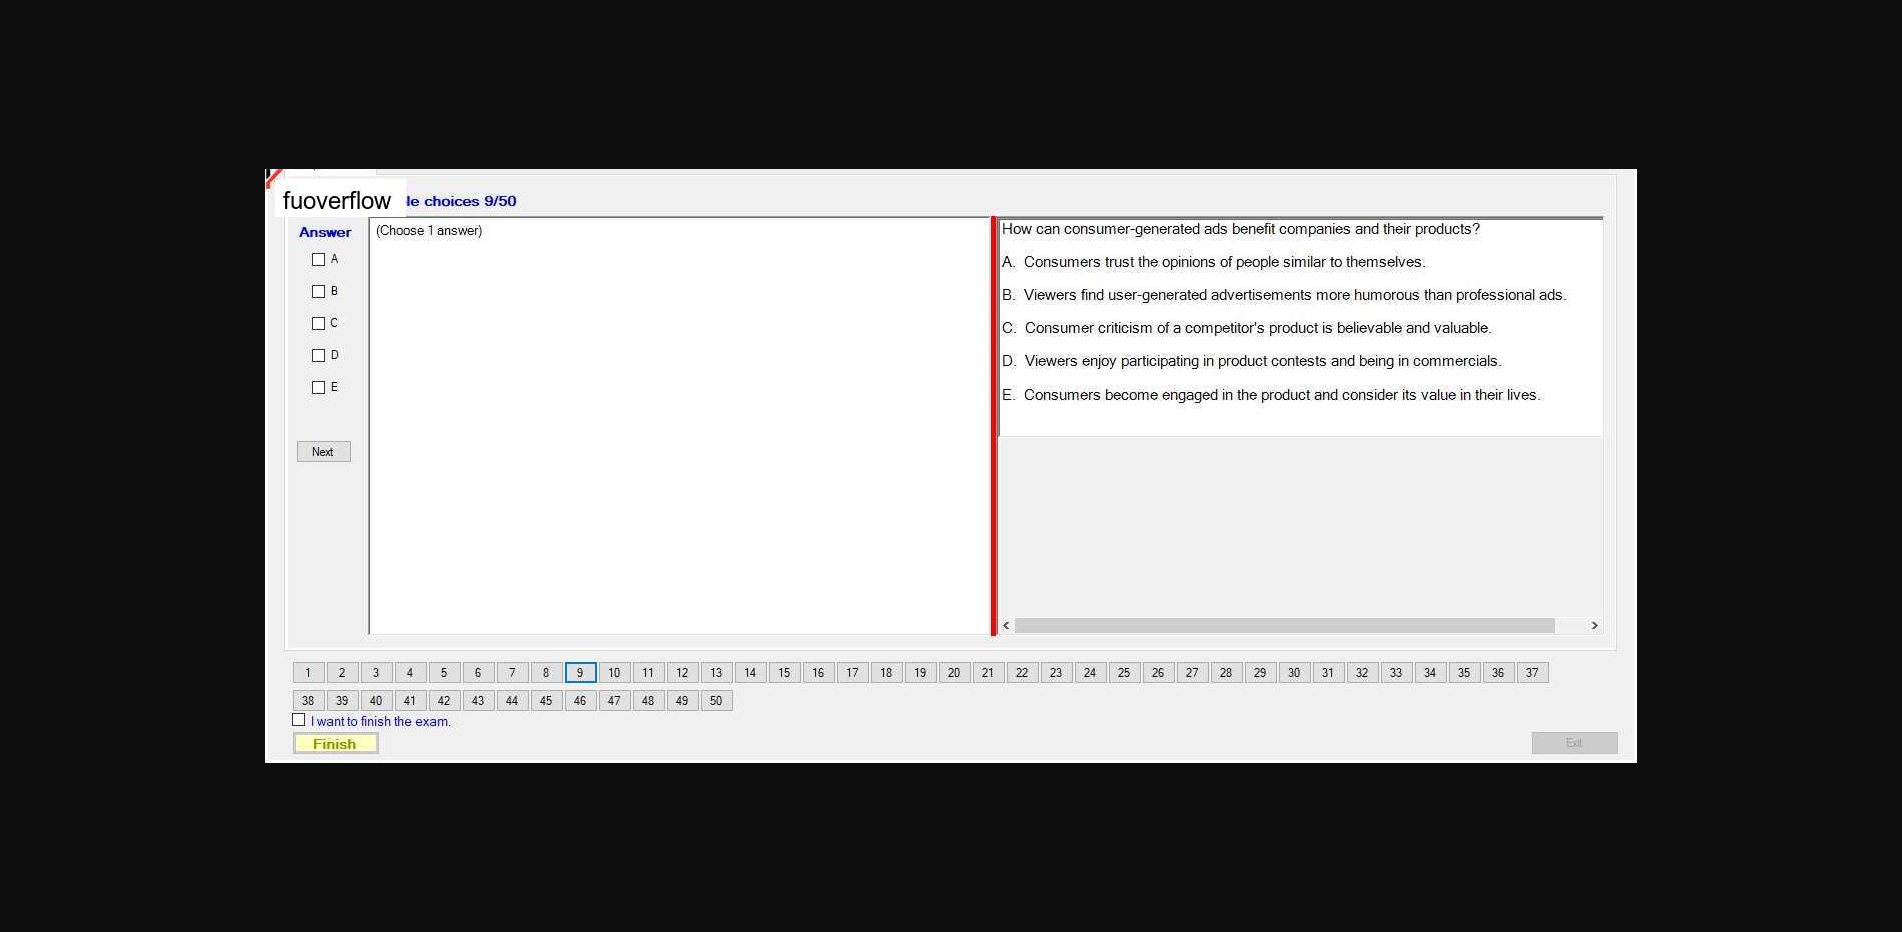 fuoverflow
le choices 9/50
Answer
(Choose 1 answer)
A
B
C
D
E
Next
How can consumer-generated ads benefit companies and their products?
A. Consumers trust the opinions of people similar to themselves.
B. Viewers find user-generated advertisements more humorous than professional ads.
C. Consumer criticism of a competitor's product is believable and valuable.
D. Viewers enjoy participating in product contests and being in commercials.
E. Consumers become engaged in the product and consider its value in their lives.
1 2 3 4 5 6 7 8 9 10 11 12 13 14 15 16 17 18 19 20 21 22 23 24 25 26 27 28 29 30 31 32 33 34 35 36 37
38 39 40 41 42 43 44 45 46 47 48 49 50
I want to finish the exam.
Finish
Exit